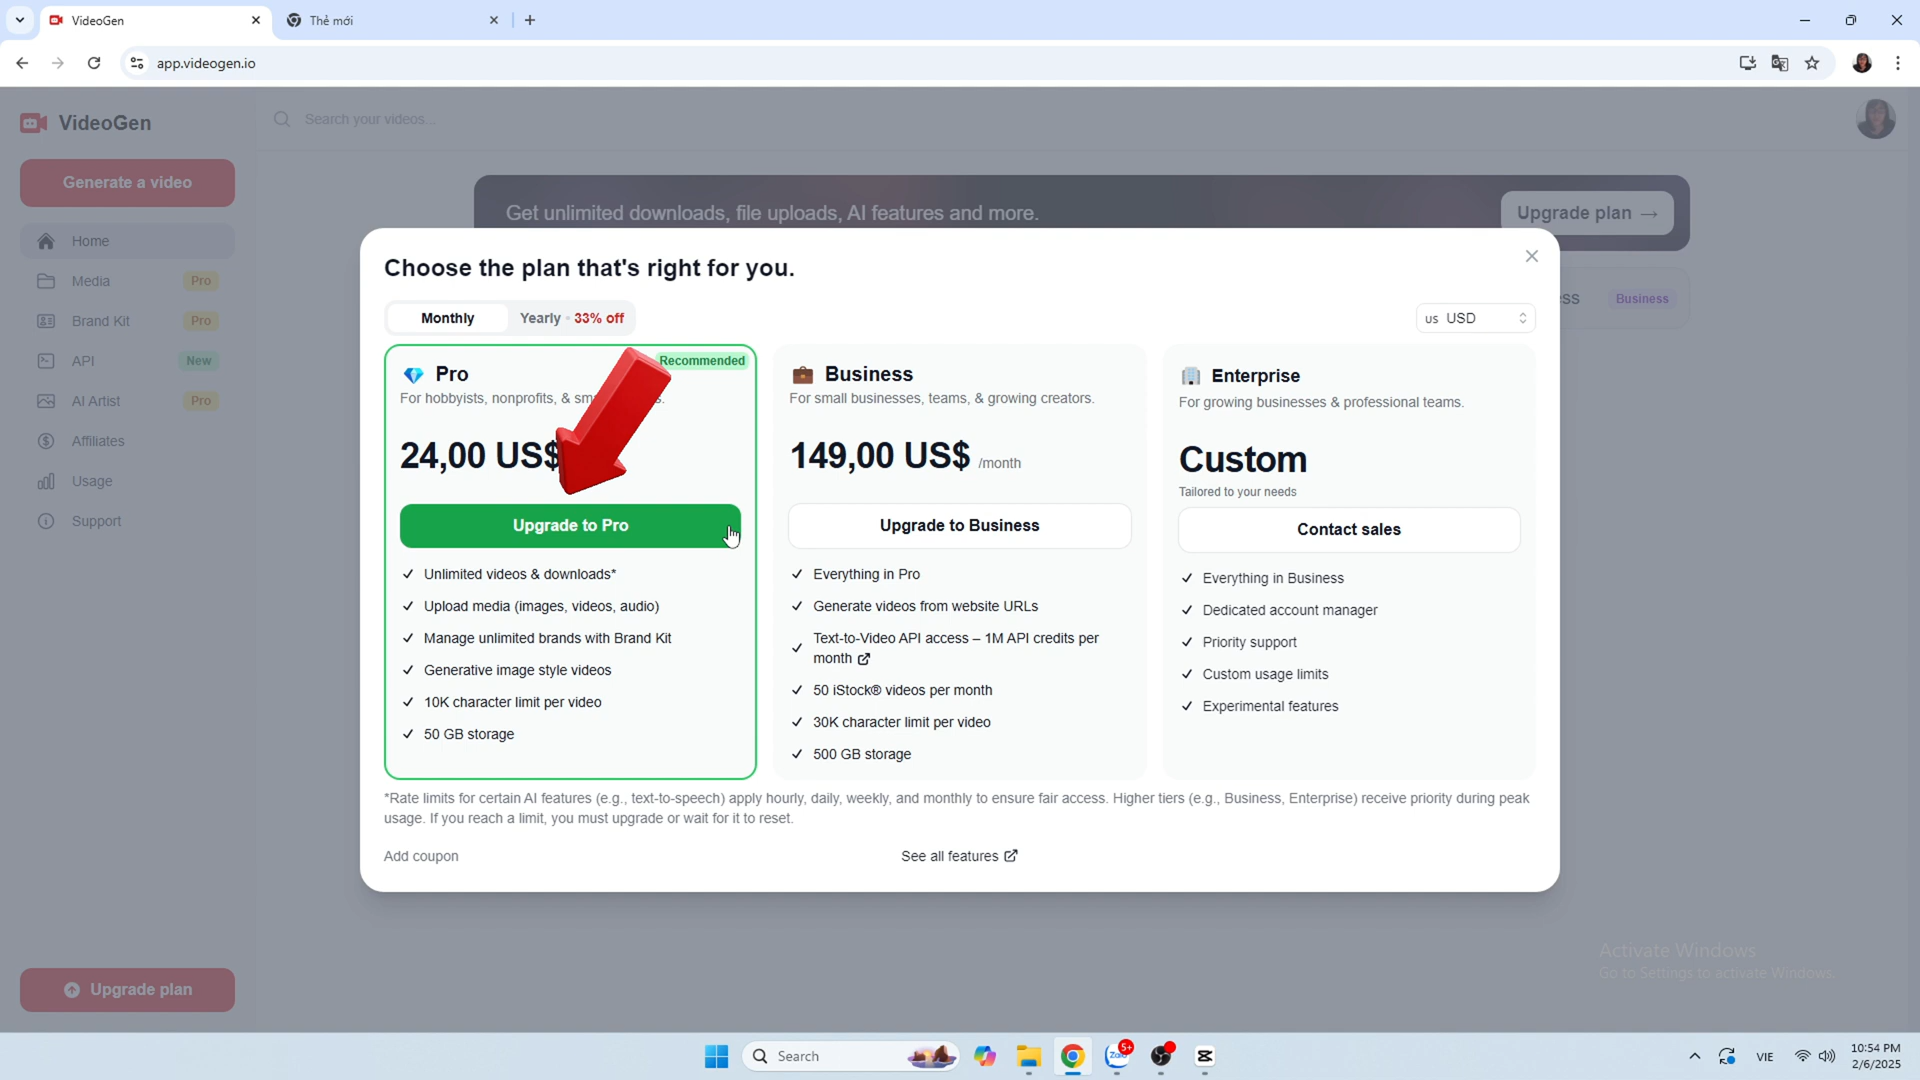 VideoGen
Thẻ mới
app.videogen.io
VideoGen
Search your videos...
Generate a video
Get unlimited downloads, file uploads, AI features and more.
Upgrade plan →
Home
Media Pro
Brand Kit Pro
API New
AI Artist Pro
Affiliates
Usage
Support
Upgrade plan
ss Business
Choose the plan that's right for you.
Monthly
Yearly • 33% off
us USD
Recommended
Pro
For hobbyists, nonprofits, &
24,00 US$
Upgrade to Pro
✓ Unlimited videos & downloads*
✓ Upload media (images, videos, audio)
✓ Manage unlimited brands with Brand Kit
✓ Generative image style videos
✓ 10K character limit per video
✓ 50 GB storage
Business
For small businesses, teams, & growing creators.
149,00 US$ /month
Upgrade to Business
✓ Everything in Pro
✓ Generate videos from website URLs
✓ Text-to-Video API access – 1M API credits per
month
✓ 50 iStock® videos per month
✓ 30K character limit per video
✓ 500 GB storage
Enterprise
For growing businesses & professional teams.
Custom
Tailored to your needs
Contact sales
✓ Everything in Business
✓ Dedicated account manager
✓ Priority support
✓ Custom usage limits
✓ Experimental features
*Rate limits for certain AI features (e.g., text-to-speech) apply hourly, daily, weekly, and monthly to ensure fair access. Higher tiers (e.g., Business, Enterprise) receive priority during peak
usage. If you reach a limit, you must upgrade or wait for it to reset.
Add coupon
See all features
Activate Windows
Go to Settings to activate Windows.
Search
Zalo
5+
VIE
10:54 PM
2/6/2025